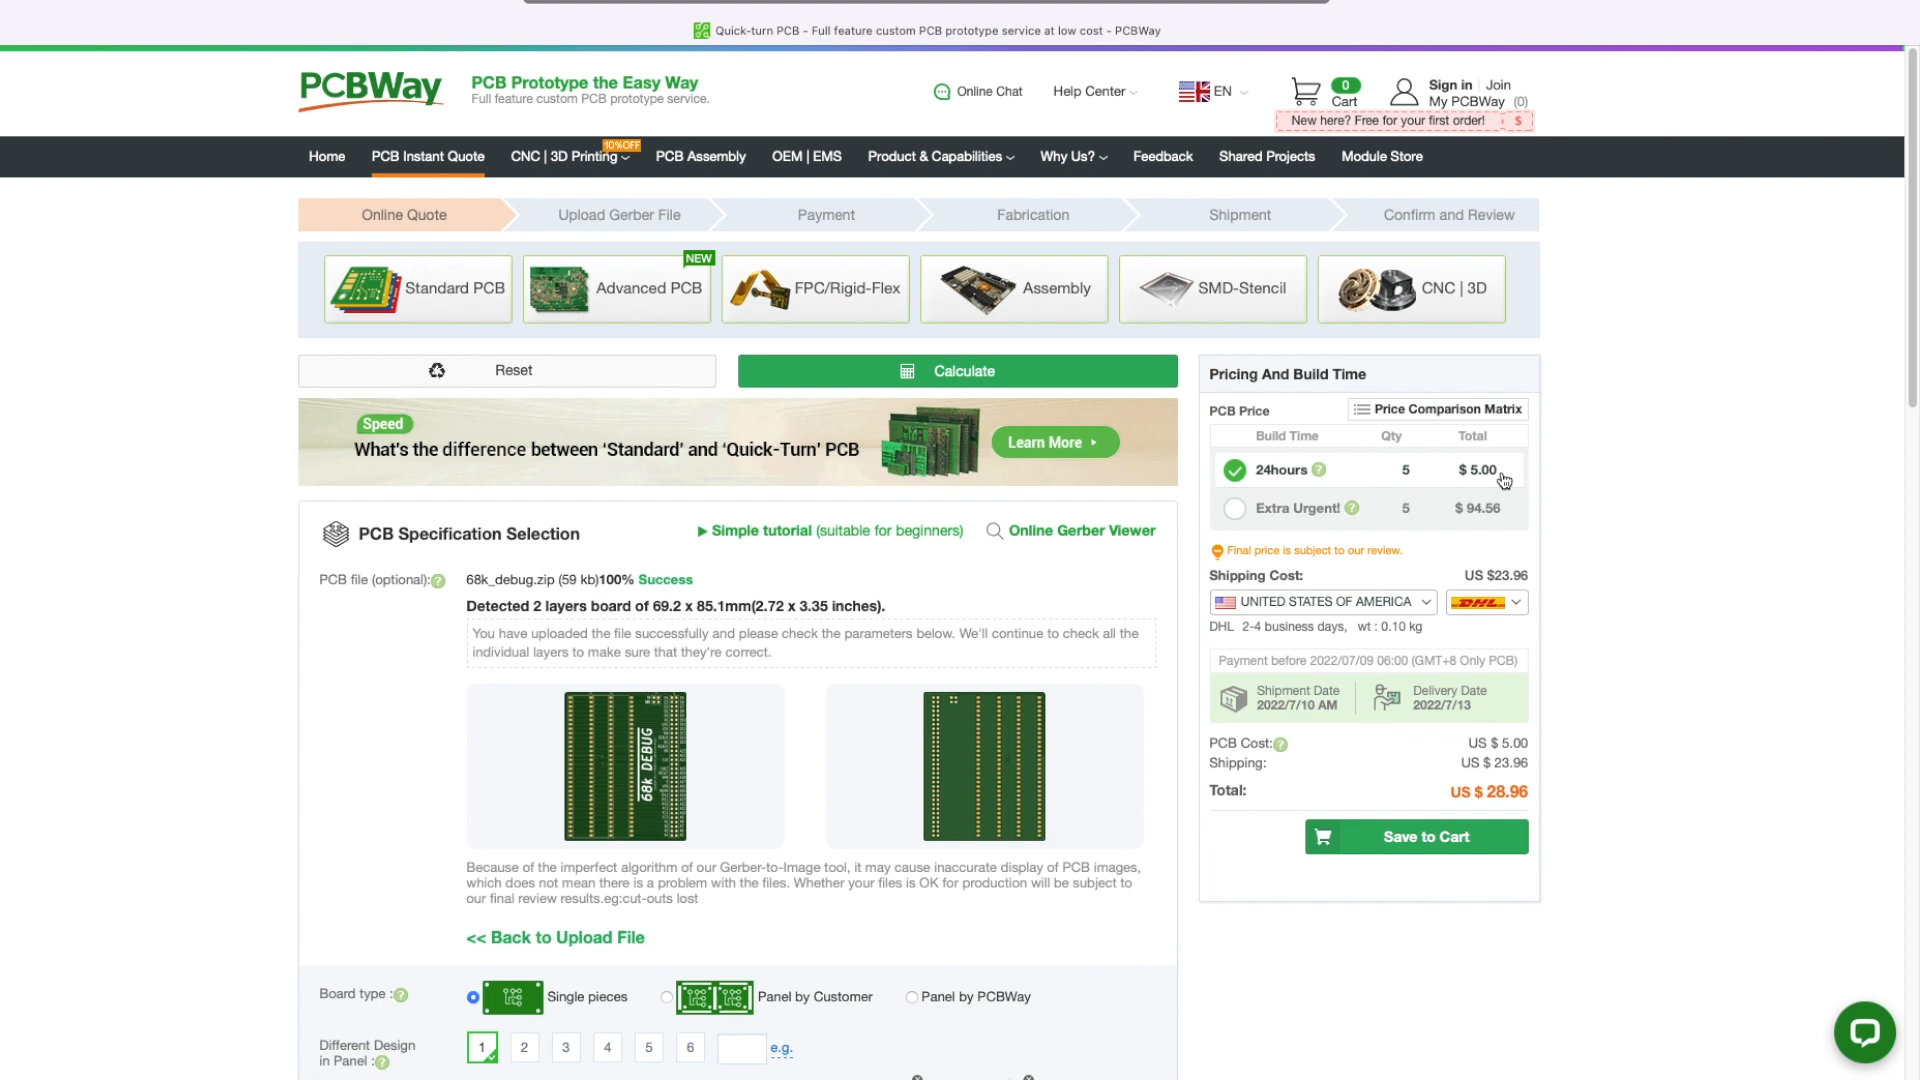 Quick-turn PCB - Full feature custom PCB prototype service at low cost - PCBWay
PCBWay
PCB Prototype the Easy Way
Full feature custom PCB prototype service.
Online Chat
Help Center
EN
0
Cart
Sign in
Join
My PCBWay (0)
New here? Free for your first order! $
Home
PCB Instant Quote
CNC | 3D Printing
10%OFF
PCB Assembly
OEM | EMS
Product & Capabilities
Why Us?
Feedback
Shared Projects
Module Store
Online Quote
Upload Gerber File
Payment
Fabrication
Shipment
Confirm and Review
Standard PCB
NEW
Advanced PCB
FPC/Rigid-Flex
Assembly
SMD-Stencil
CNC | 3D
Reset
Calculate
Speed
What's the difference between 'Standard' and 'Quick-Turn' PCB
Learn More
PCB Specification Selection
Simple tutorial (suitable for beginners)
Online Gerber Viewer
PCB file (optional):?
68k_debug.zip (59 kb)100% Success
Detected 2 layers board of 69.2 x 85.1mm(2.72 x 3.35 inches).
You have uploaded the file successfully and please check the parameters below. We'll continue to check all the
individual layers to make sure that they're correct.
68k DEBUG
Because of the imperfect algorithm of our Gerber-to-Image tool, it may cause inaccurate display of PCB images,
which does not mean there is a problem with the files. Whether your files is OK for production will be subject to
our final review results.eg:cut-outs lost
<< Back to Upload File
Board type :?
Single pieces
Panel by Customer
Panel by PCBWay
Different Design
in Panel :?
1 2 3 4 5 6
e.g.
Pricing And Build Time
PCB Price
Price Comparison Matrix
Build Time Qty Total
24hours ? 5 $ 5.00
Extra Urgent! ? 5 $ 94.56
Final price is subject to our review.
Shipping Cost: US $23.96
UNITED STATES OF AMERICA
DHL
DHL 2-4 business days, wt : 0.10 kg
Payment before 2022/07/09 06:00 (GMT+8 Only PCB)
Shipment Date
2022/7/10 AM
Delivery Date
2022/7/13
PCB Cost:? US $ 5.00
Shipping: US $ 23.96
Total: US $ 28.96
Save to Cart